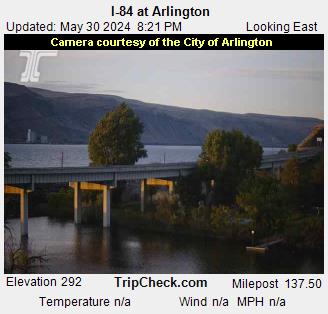 I-84 at Arlington
Updated: May 30 2024 8:21 PM Looking East
Camera courtesy of the City of Arlington
Elevation 292 TripCheck.com Milepost 137.50
Temperature n/a Wind n/a MPH n/a